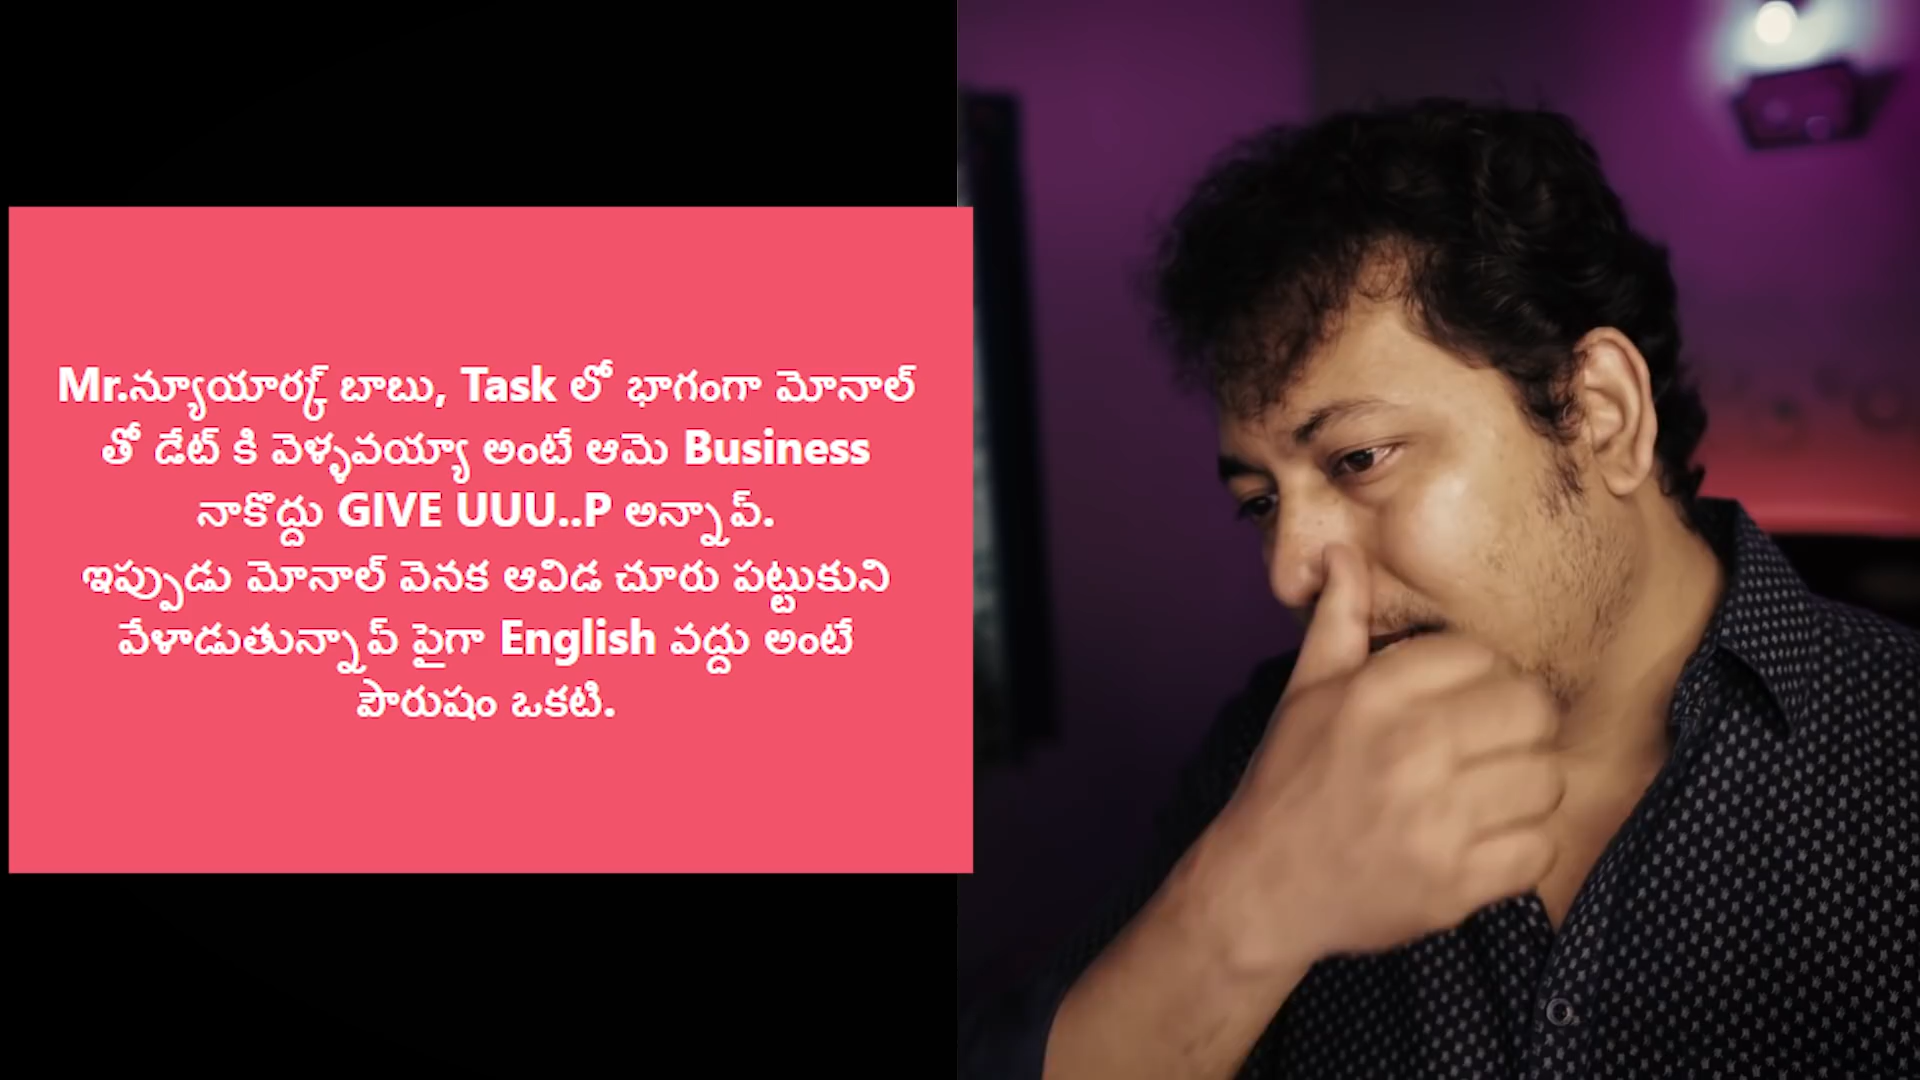 Mr.న్యూయార్క్ బాబు, Task లో భాగంగా మోనాల్
తో డేట్ కి వెళ్ళవయ్యా అంటే ఆమె Business
నాకొద్దు GIVE UUU..P అన్నావ్.
ఇప్పుడు మోనాల్ వెనక ఆవిడ చూరు పట్టుకుని
వేళాడుతున్నావ్ పైగా English వద్దు అంటే
పౌరుషం ఒకటి.